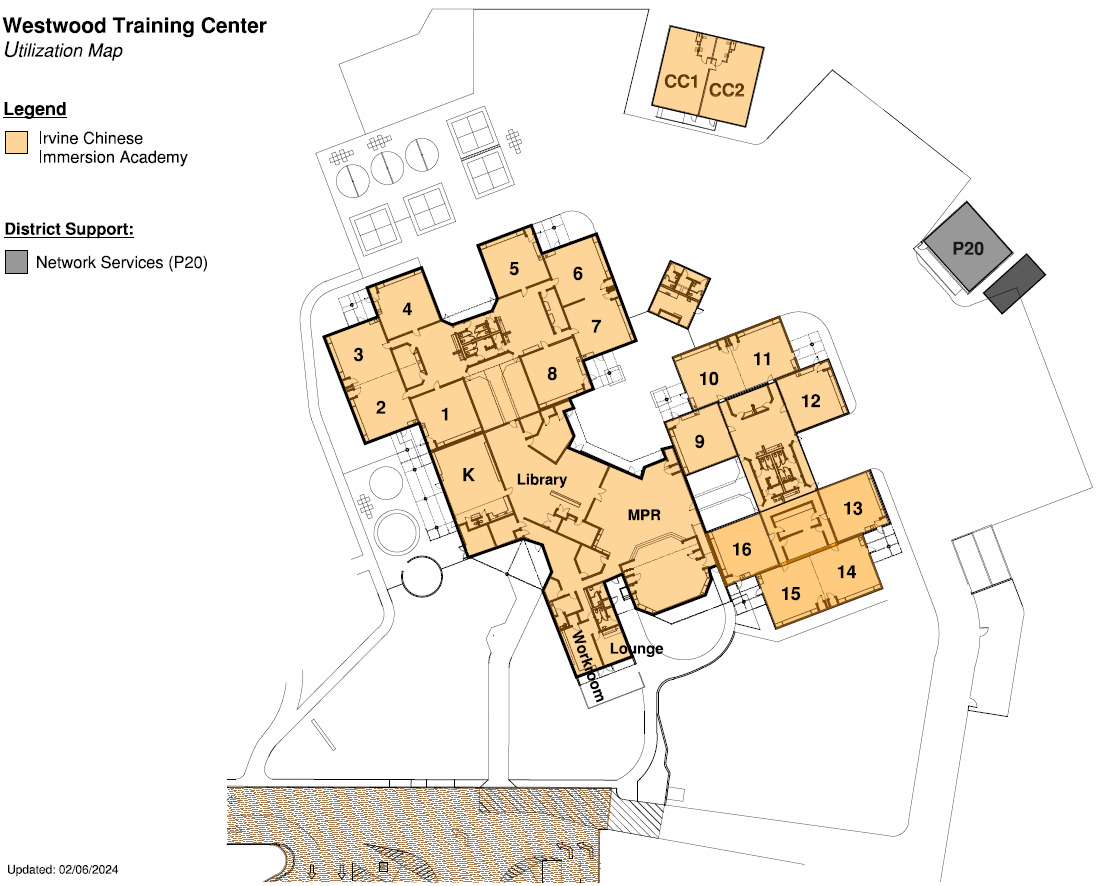 Westwood Training Center
Utilization Map
Legend
Irvine Chinese
Immersion Academy
District Support:
Network Services (P20)
CC1
CC2
P20
5
6
4
7
3
8
2
1
11
10
12
9
K
Library
MPR
13
16
14
15
Workroom
Lounge
Updated: 02/06/2024